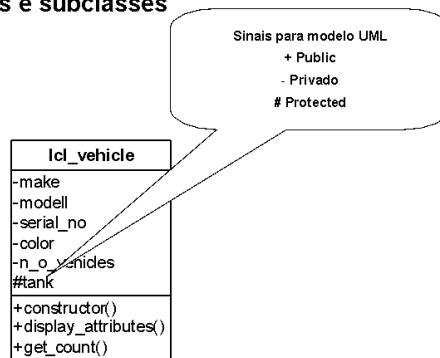 s e subclasses
Sinais para modelo UML
+ Public
- Privado
# Protected
lcl_vehicle
-make
-modell
-serial_no
-color
-n_o_vehicles
#tank
+constructor()
+display_attributes()
+get_count()